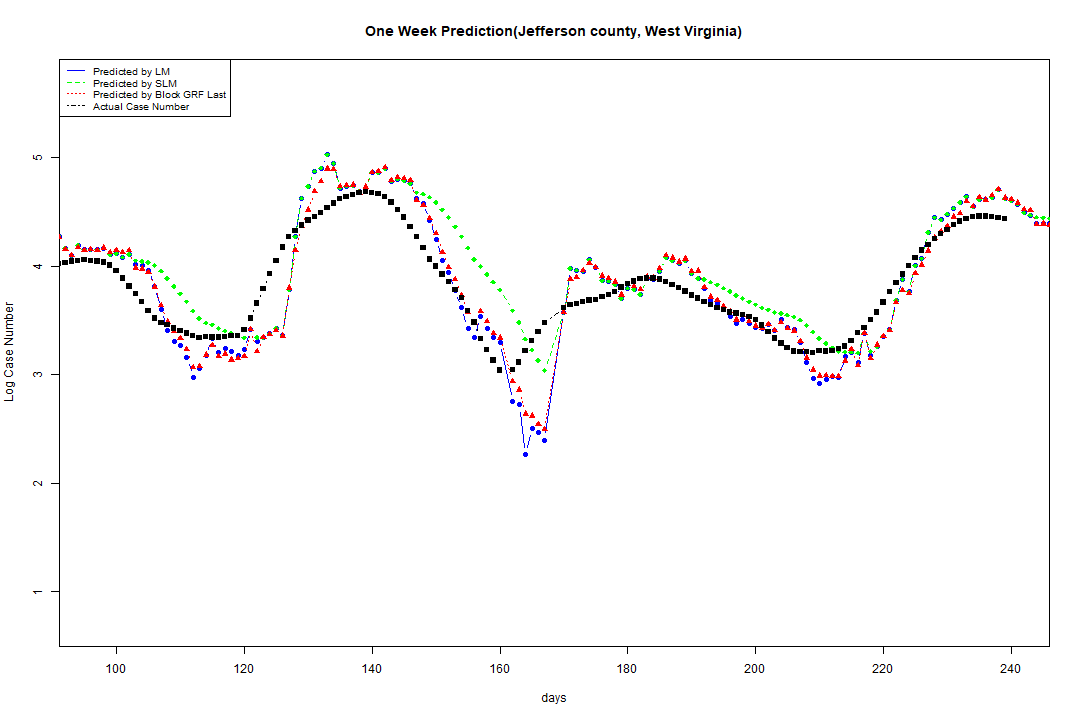 One Week Prediction(Jefferson county, West Virginia)
Predicted by LM
Predicted by SLM
Predicted by Block GRF Last
Actual Case Number
Log Case Number
5
4
3
2
1
100 120 140 160 180 200 220 240
days